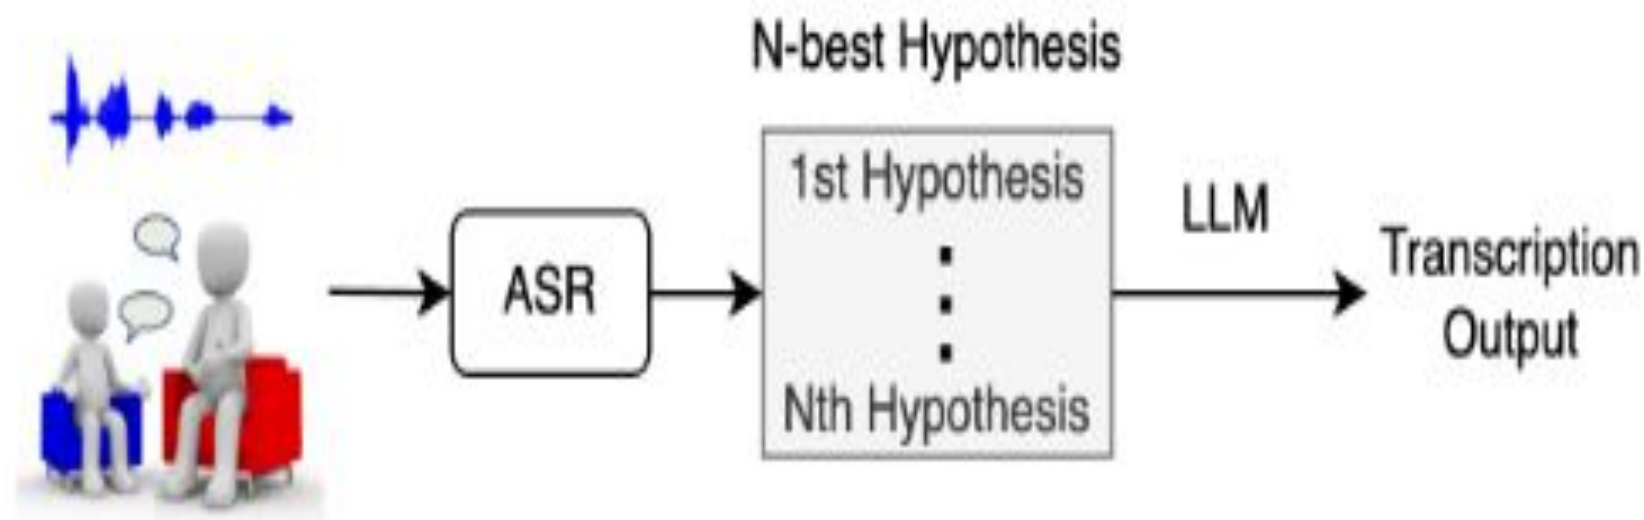 N-best Hypothesis
1st Hypothesis
Nth Hypothesis
ASR
LLM
Transcription
Output